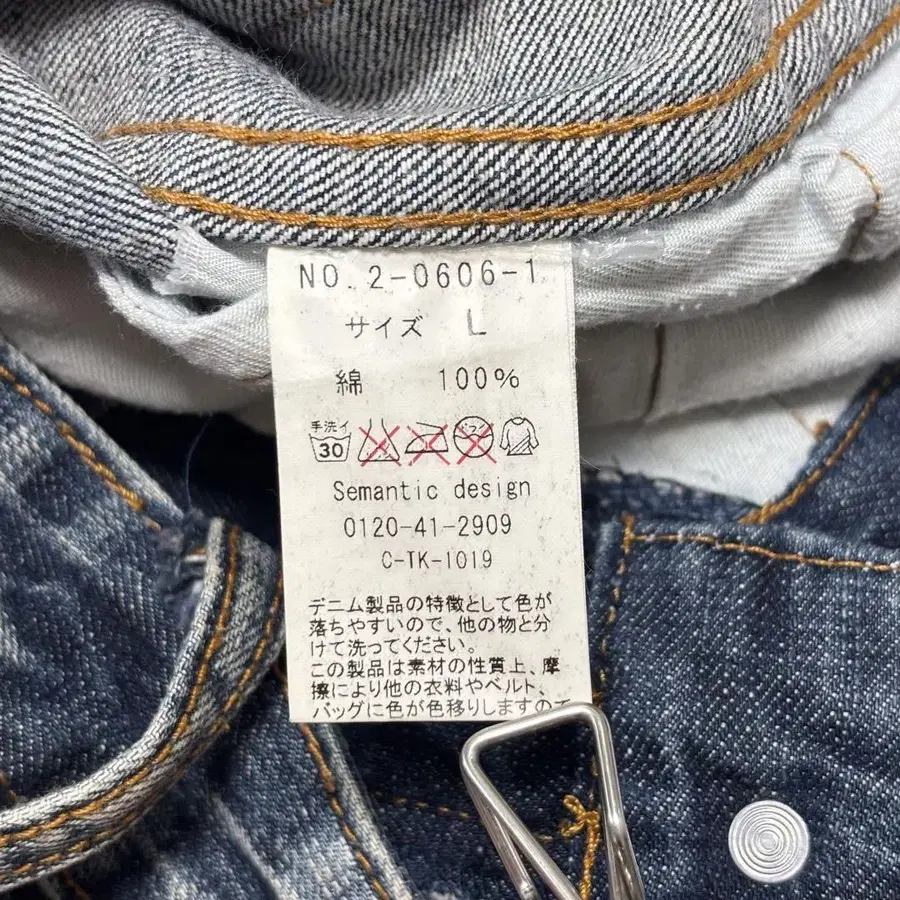 NO. 2-0606-1
サイズ L
綿 100%
手洗イ
30
ドライ
Semantic design
0120-41-2909
C-TK-1019
デニム製品の特徴として色が
落ちやすいので、他の物と分
けて洗ってください。
この製品は素材の性質上、摩
擦により他の衣料やベルト、
バッグに色が色移りしますので